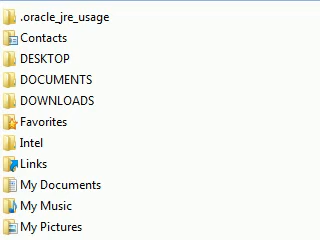 .oracle_jre_usage
Contacts
DESKTOP
DOCUMENTS
DOWNLOADS
Favorites
Intel
Links
My Documents
My Music
My Pictures